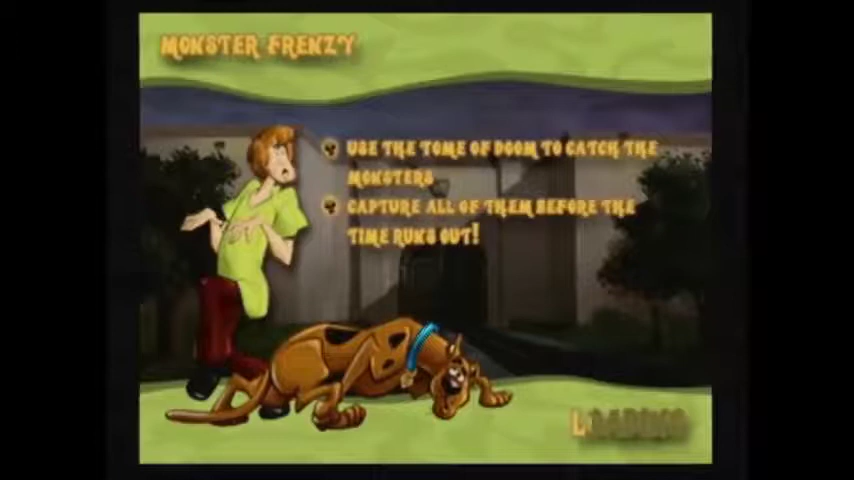 MONSTER FRENZY
USE THE TOME OF DOOM TO CATCH THE
MONSTERS
CAPTURE ALL OF THEM BEFORE THE
TIME RUNS OUT!
LOADING